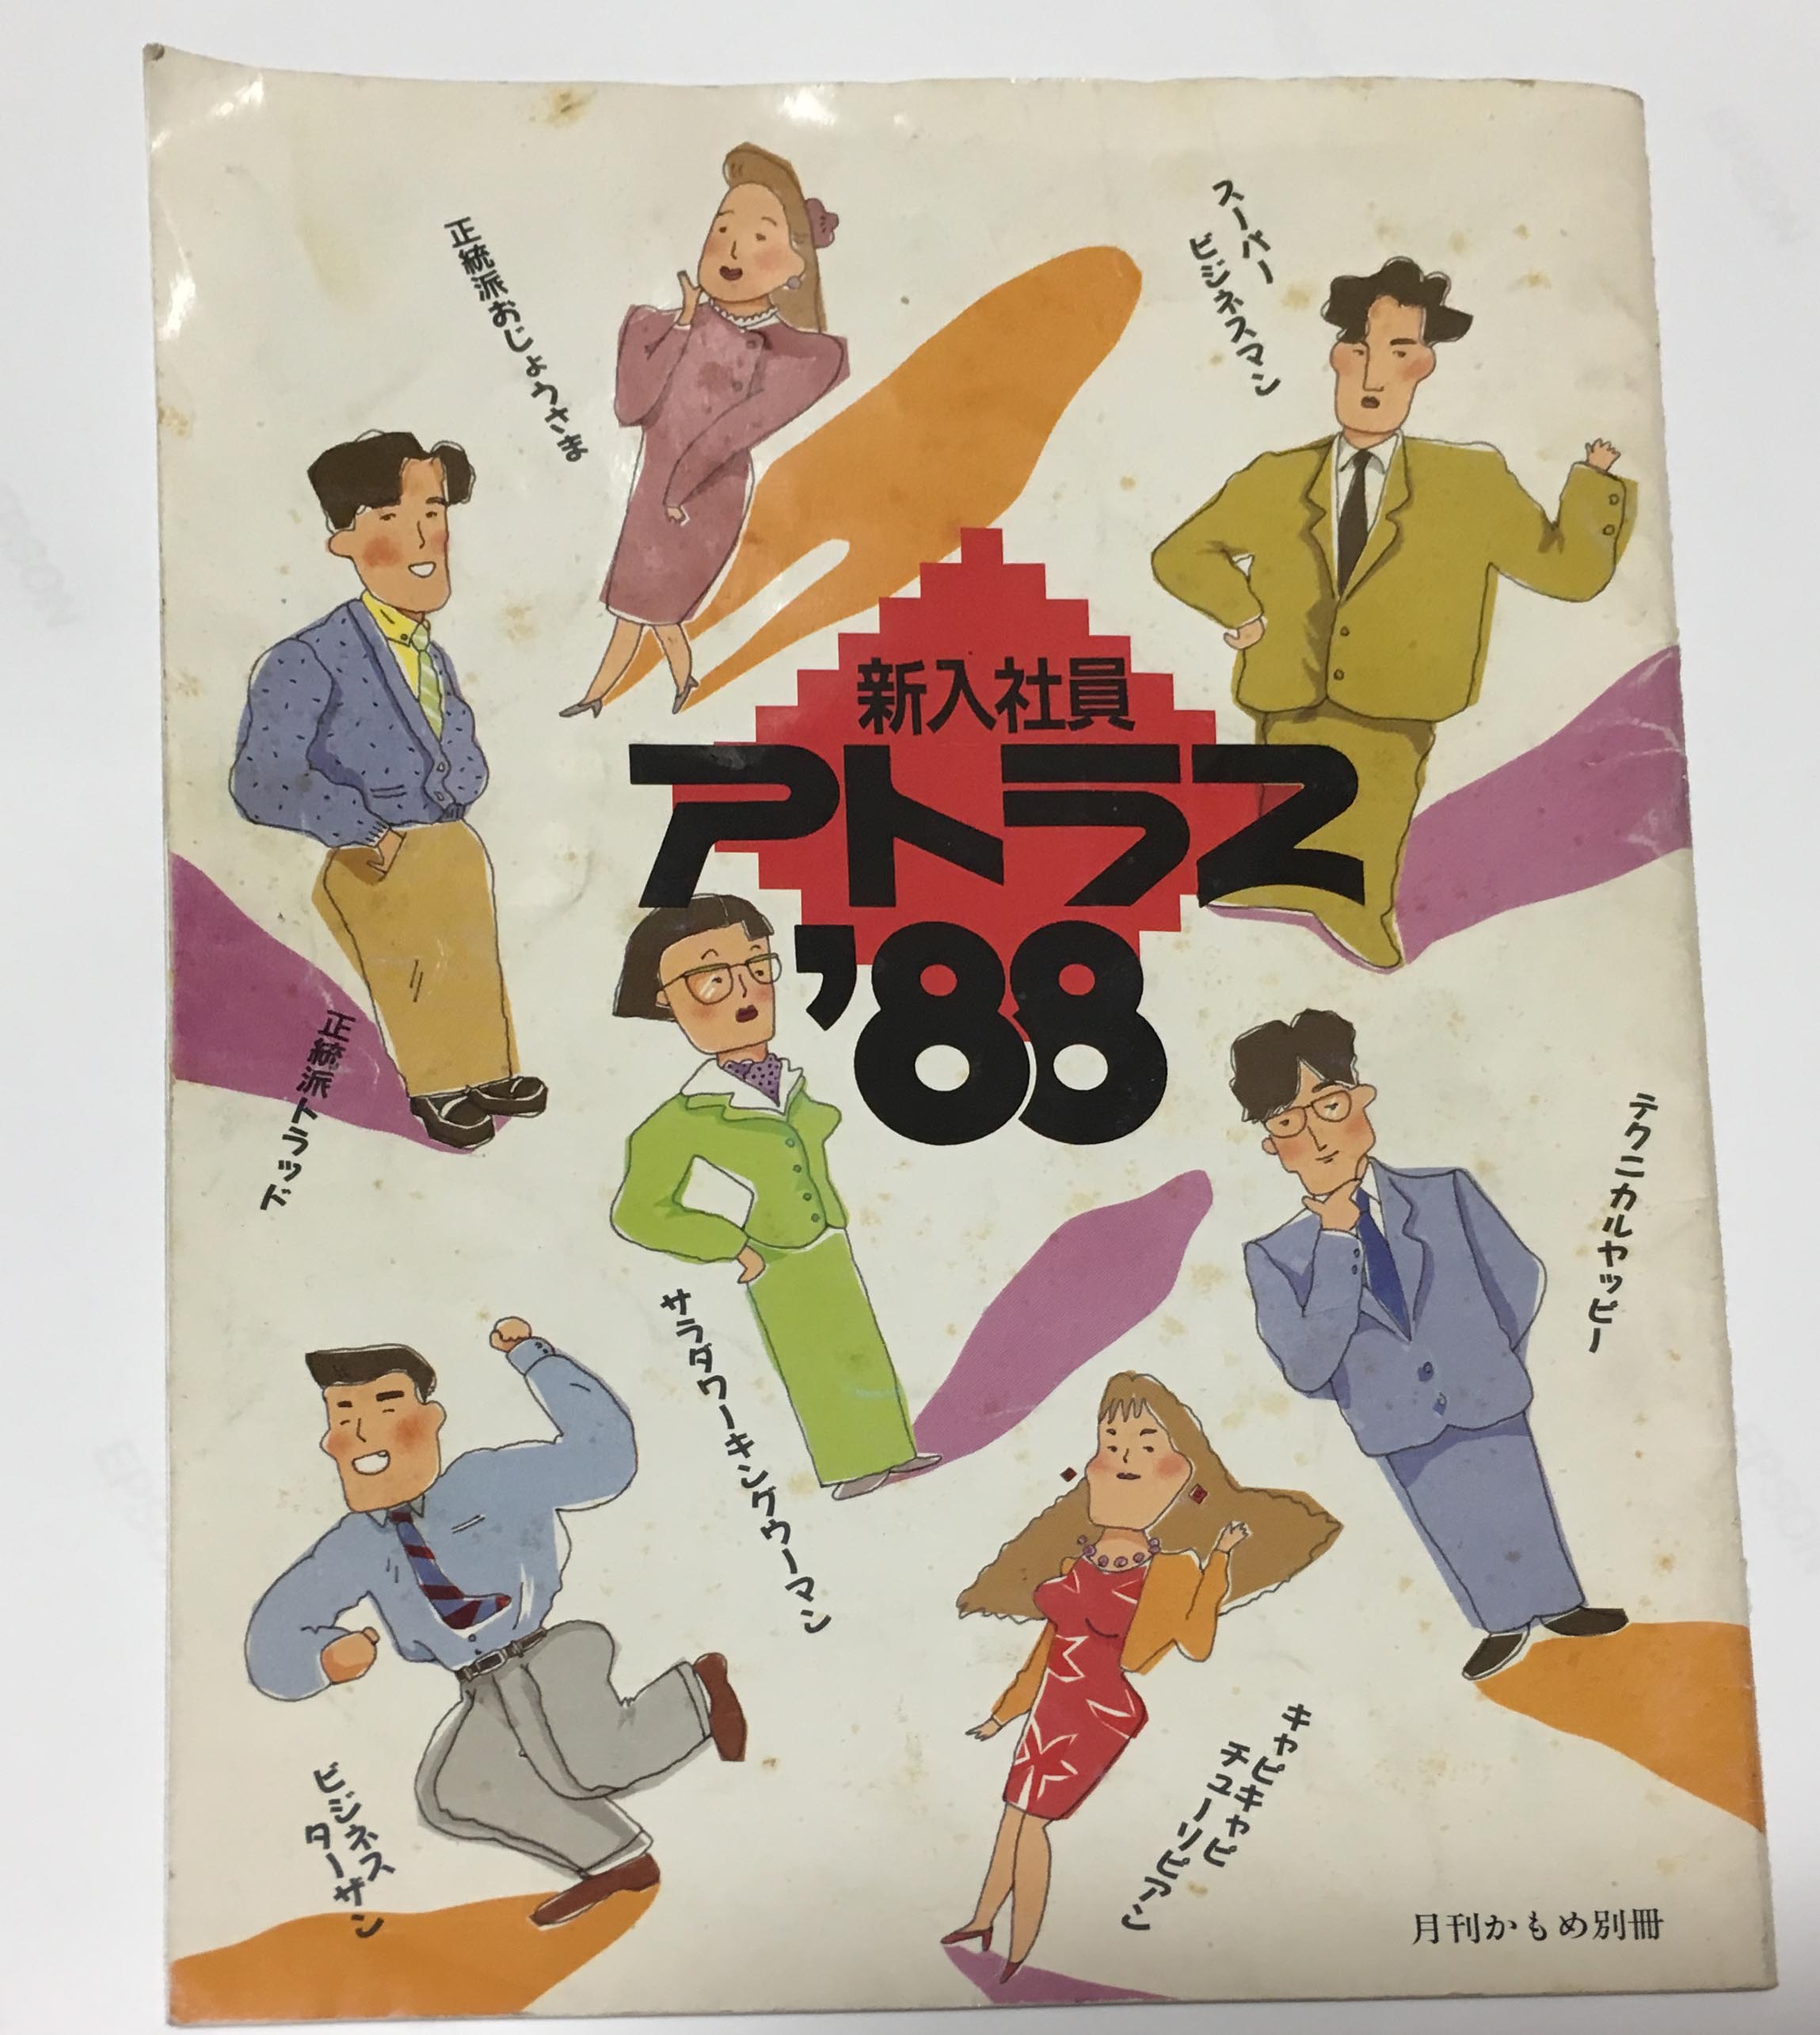 正統派おじょうさま
スーパー
ビジネスマン
新入社員
アトラス
'88
正統派トラッド
テクニカルヤッピー
サラダワーキングウーマン
ビジネス
ターザン
キャピキャピ
チューリピアン
月刊かもめ別冊